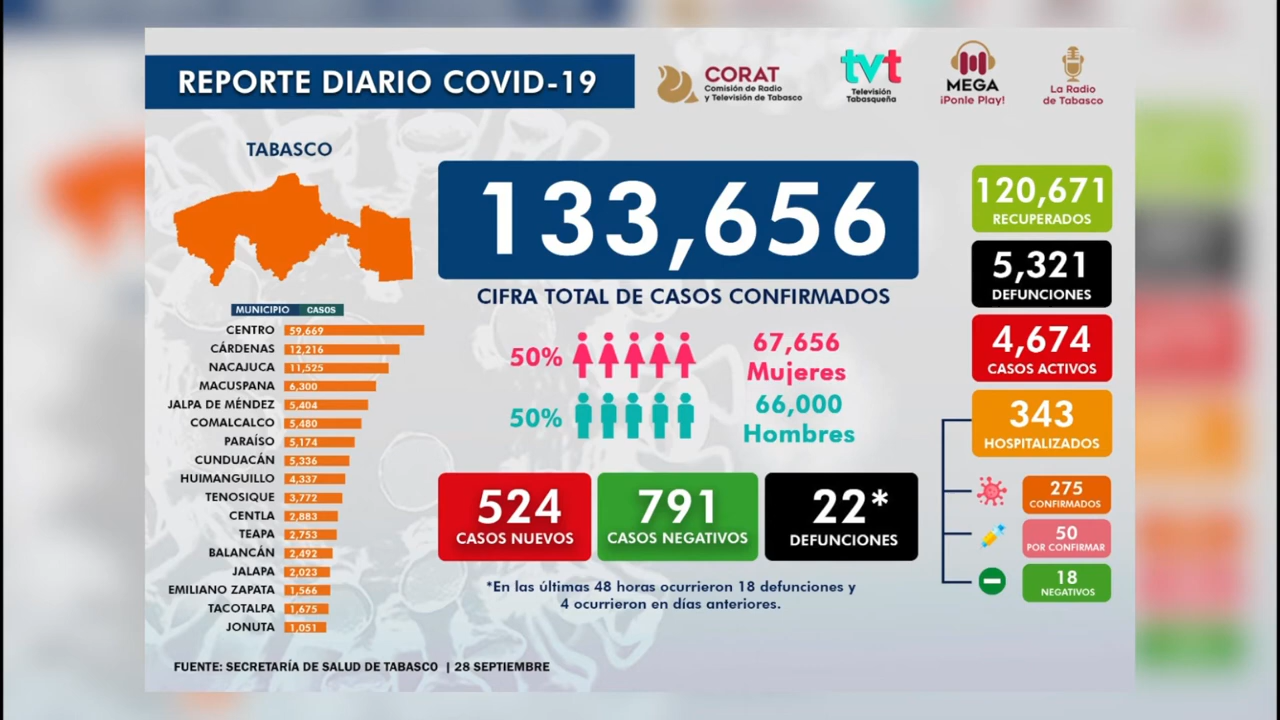 REPORTE DIARIO COVID-19
CORAT
Comisión de Radio
y Televisión de Tabasco
tvt
Televisión
Tabasqueña
MEGA
¡Ponle Play!
La Radio
de Tabasco
TABASCO
133,656
CIFRA TOTAL DE CASOS CONFIRMADOS
120,671
RECUPERADOS
5,321
DEFUNCIONES
4,674
CASOS ACTIVOS
343
HOSPITALIZADOS
275
CONFIRMADOS
50
POR CONFIRMAR
18
NEGATIVOS
MUNICIPIO CASOS
CENTRO 59,669
CÁRDENAS 12,216
NACAJUCA 11,525
MACUSPANA 6,300
JALPA DE MÉNDEZ 5,404
COMALCALCO 5,480
PARAÍSO 5,174
CUNDUACÁN 5,336
HUIMANGUILLO 4,337
TENOSIQUE 3,772
CENTLA 2,883
TEAPA 2,753
BALANCÁN 2,492
JALAPA 2,023
EMILIANO ZAPATA 1,566
TACOTALPA 1,675
JONUTA 1,051
50%
67,656
Mujeres
50%
66,000
Hombres
524
CASOS NUEVOS
791
CASOS NEGATIVOS
22*
DEFUNCIONES
*En las últimas 48 horas ocurrieron 18 defunciones y
4 ocurrieron en días anteriores.
FUENTE: SECRETARÍA DE SALUD DE TABASCO | 28 SEPTIEMBRE